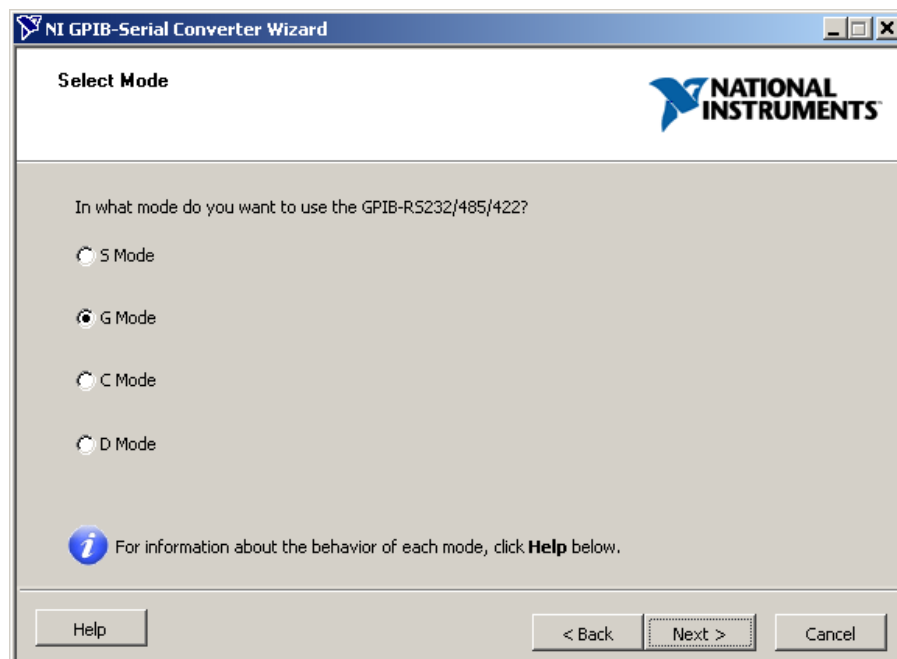 NI GPIB-Serial Converter Wizard
Select Mode
NATIONAL
INSTRUMENTS
In what mode do you want to use the GPIB-RS232/485/422?
S Mode
G Mode
C Mode
D Mode
For information about the behavior of each mode, click Help below.
Help
< Back
Next >
Cancel